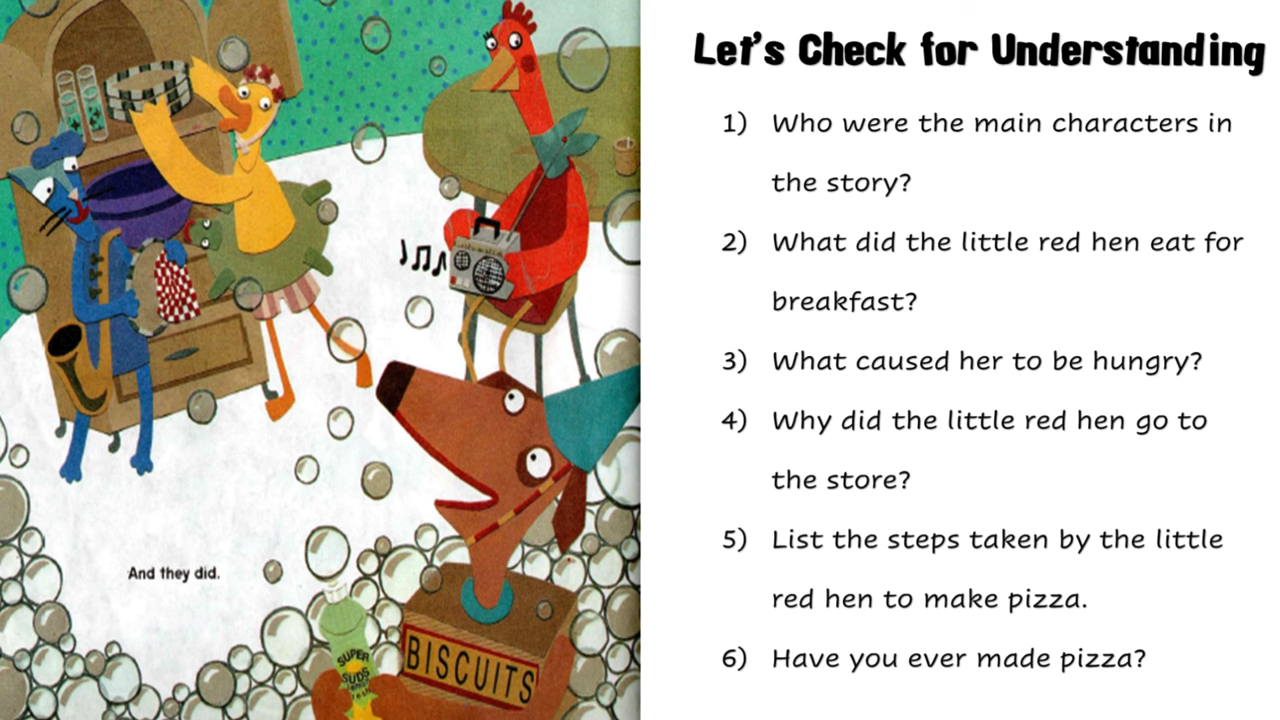 And they did.
SUPER
SUDS
BISCUITS
Let's Check for Understanding
1) Who were the main characters in
the story?
2) What did the little red hen eat for
breakfast?
3) What caused her to be hungry?
4) Why did the little red hen go to
the store?
5) List the steps taken by the little
red hen to make pizza.
6) Have you ever made pizza?